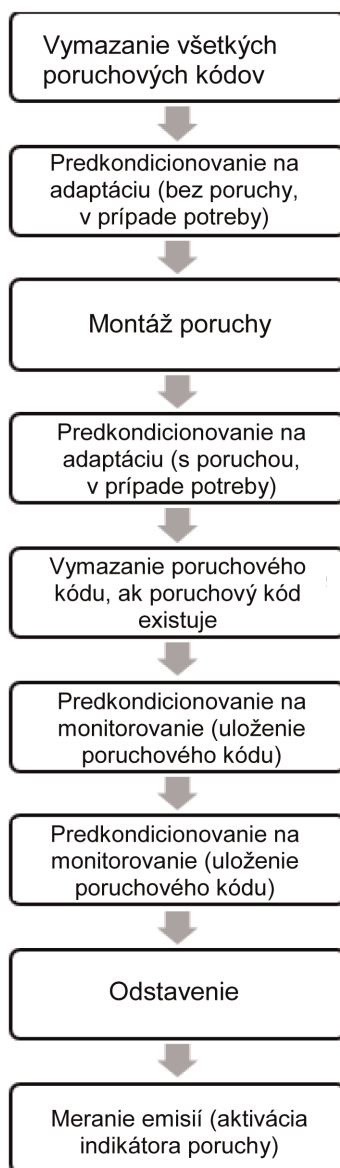 Vymazanie všetkých
poruchových kódov
Predkondicionovanie na
adaptáciu (bez poruchy,
v prípade potreby)
Montáž poruchy
Predkondicionovanie na
adaptáciu (s poruchou,
v prípade potreby)
Vymazanie poruchového
kódu, ak poruchový kód
existuje
Predkondicionovanie na
monitorovanie (uloženie
poruchového kódu)
Predkondicionovanie na
monitorovanie (uloženie
poruchového kódu)
Odstavenie
Meranie emisií (aktivácia
indikátora poruchy)